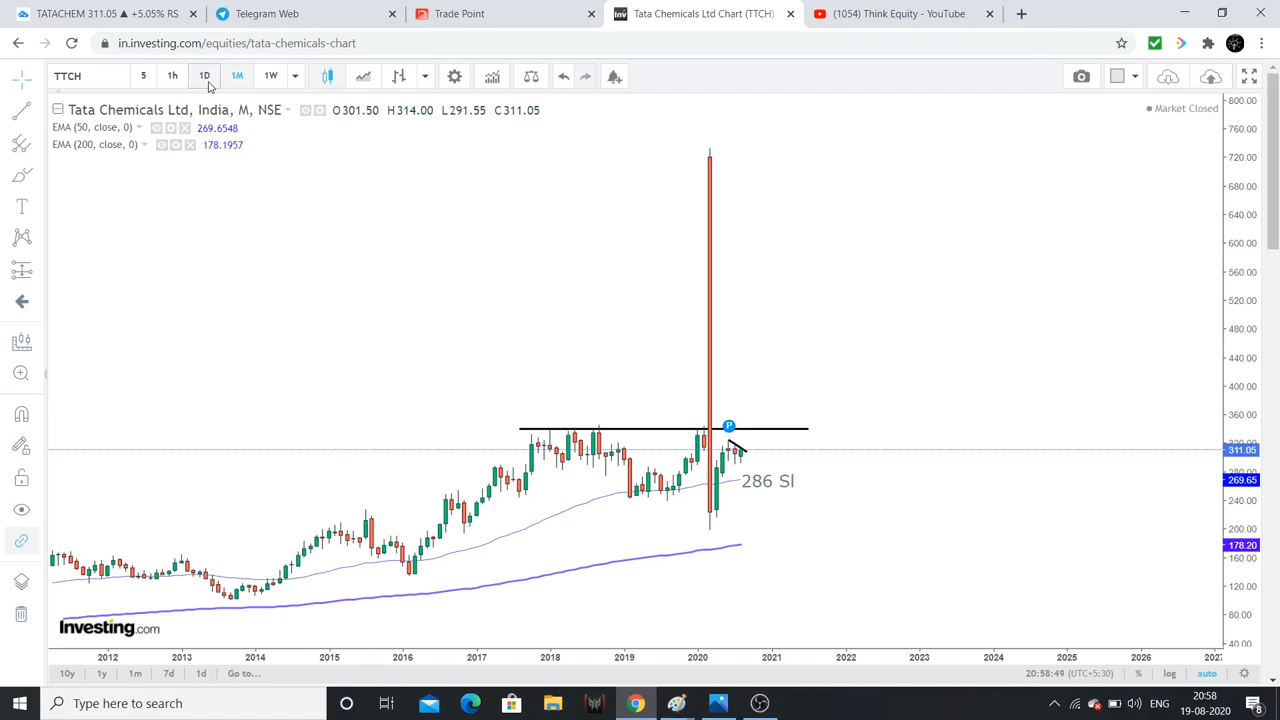 TATACHEM 311.05 ▲ +5.05% RS
Telegram Web
Trade Point
Tata Chemicals Ltd Chart (TTCH)
(1054) Think Equity - YouTube
in.investing.com/equities/tata-chemicals-chart
TTCH
5
1h
1D
1M
1W
Tata Chemicals Ltd, India, M, NSE
O301.50 H314.00 L291.55 C311.05
Market Closed
EMA (50, close, 0)
269.6548
EMA (200, close, 0)
178.1957
800.00
760.00
720.00
680.00
640.00
600.00
560.00
520.00
480.00
440.00
400.00
360.00
311.05
269.65
240.00
200.00
178.20
160.00
120.00
80.00
40.00
P
286 Sl
Investing.com
2012 2013 2014 2015 2016 2017 2018 2019 2020 2021 2022 2023 2024 2025 2026
10y 1y 1m 7d 1d Go to...
20:58:49 (UTC+5:30) % log auto
Type here to search
ENG
20:58
19-08-2020
8